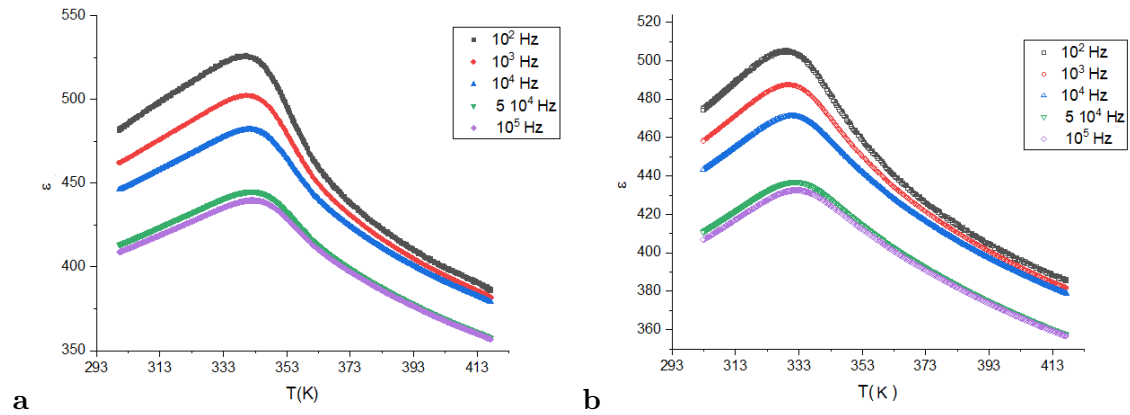 550
500
450
400
350
ε
293 313 333 353 373 393 413
T(K)
10² Hz
10³ Hz
10⁴ Hz
5 10⁴ Hz
10⁵ Hz
a
520
500
480
460
440
420
400
380
360
ε
293 313 333 353 373 393 413
T( K )
10² Hz
10³ Hz
10⁴ Hz
5 10⁴ Hz
10⁵ Hz
b